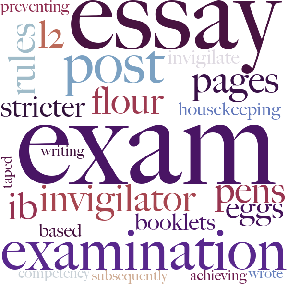 preventing essay
l2
rules post invigilate
pages
stricter flour housekeeping
exam
writing
taped
ib invigilator pens
eggs
based booklets
examination
competency subsequently achieving wrote